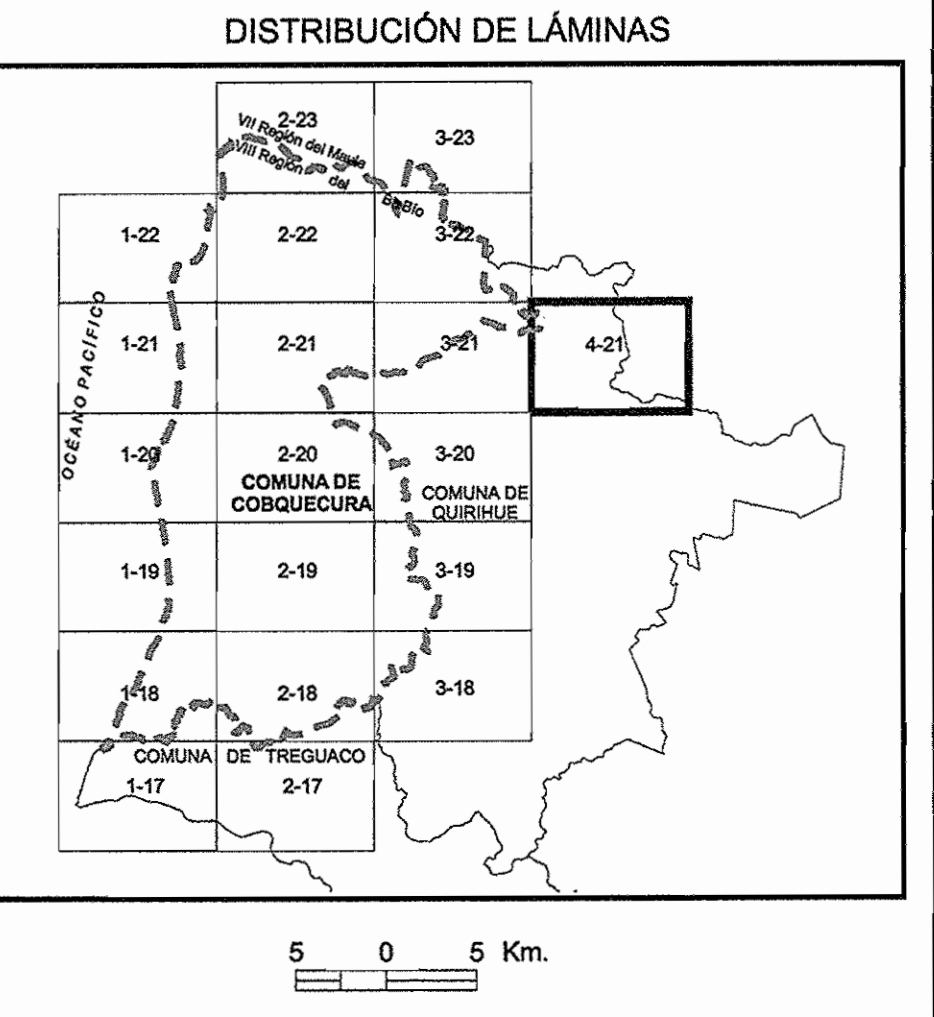 DISTRIBUCIÓN DE LÁMINAS
2-23
3-23
VII Región del Maule
VIII Región del Bio Bío
1-22
2-22
3-22
OCÉANO PACÍFICO
1-21
2-21
3-21
4-21
1-20
2-20
3-20
COMUNA DE
COBQUECURA
COMUNA DE
QUIRIHUE
1-19
2-19
3-19
1-18
2-18
3-18
COMUNA DE TREGUACO
1-17
2-17
5 0 5 Km.